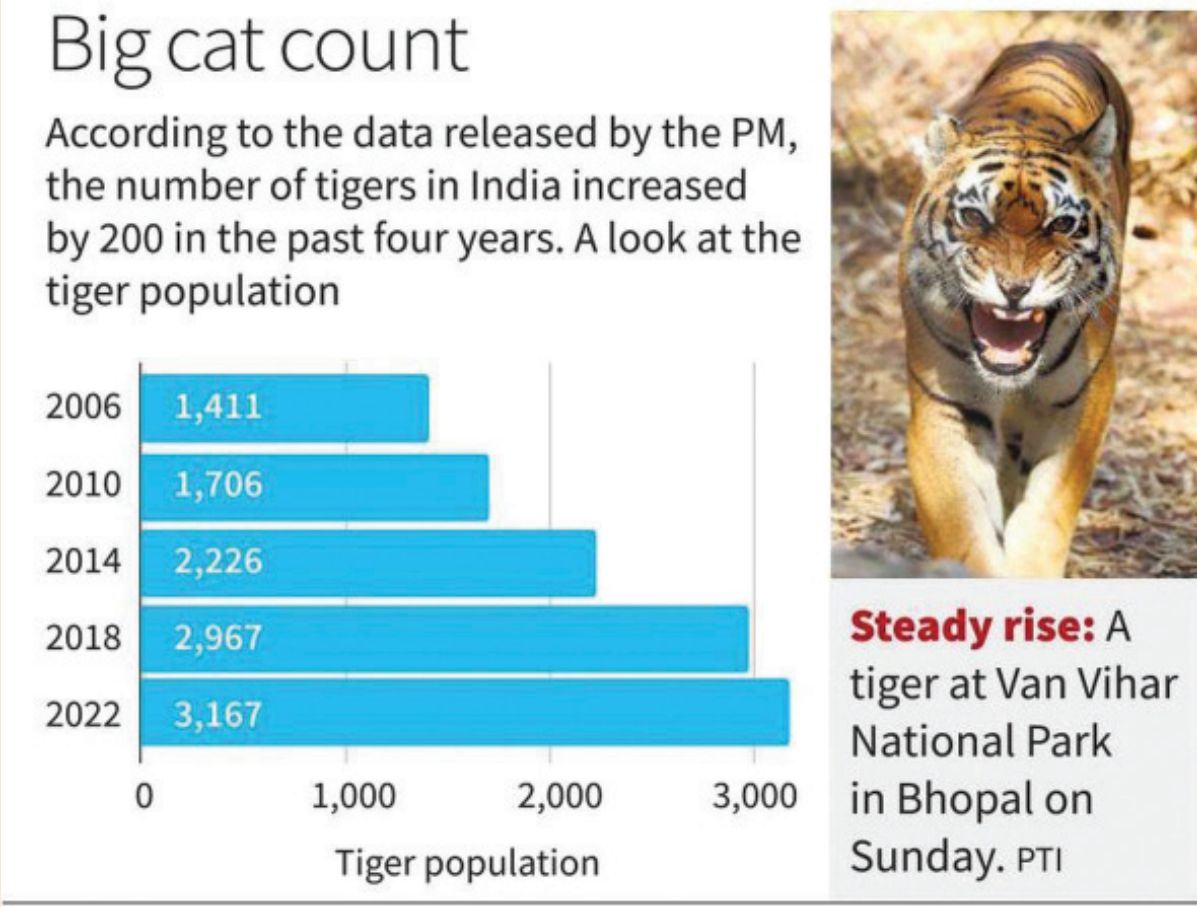 Big cat count
According to the data released by the PM,
the number of tigers in India increased
by 200 in the past four years. A look at the
tiger population
2006 1,411
2010 1,706
2014 2,226
2018 2,967
2022 3,167
0 1,000 2,000 3,000
Tiger population
Steady rise: A
tiger at Van Vihar
National Park
in Bhopal on
Sunday. PTI